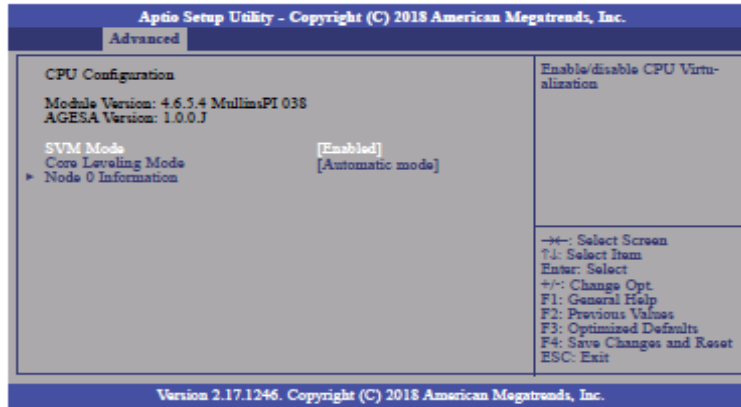 Aptio Setup Utility - Copyright (C) 2018 American Megatrends, Inc.
Advanced
CPU Configuration
Module Version: 4.6.5.4 MullinsPI 038
AGESA Version: 1.0.0.J
SVM Mode [Enabled]
Core Leveling Mode [Automatic mode]
► Node 0 Information
Enable/disable CPU Virtu-
alization
→←: Select Screen
↑↓: Select Item
Enter: Select
+/-: Change Opt.
F1: General Help
F2: Previous Values
F3: Optimized Defaults
F4: Save Changes and Reset
ESC: Exit
Version 2.17.1246. Copyright (C) 2018 American Megatrends, Inc.